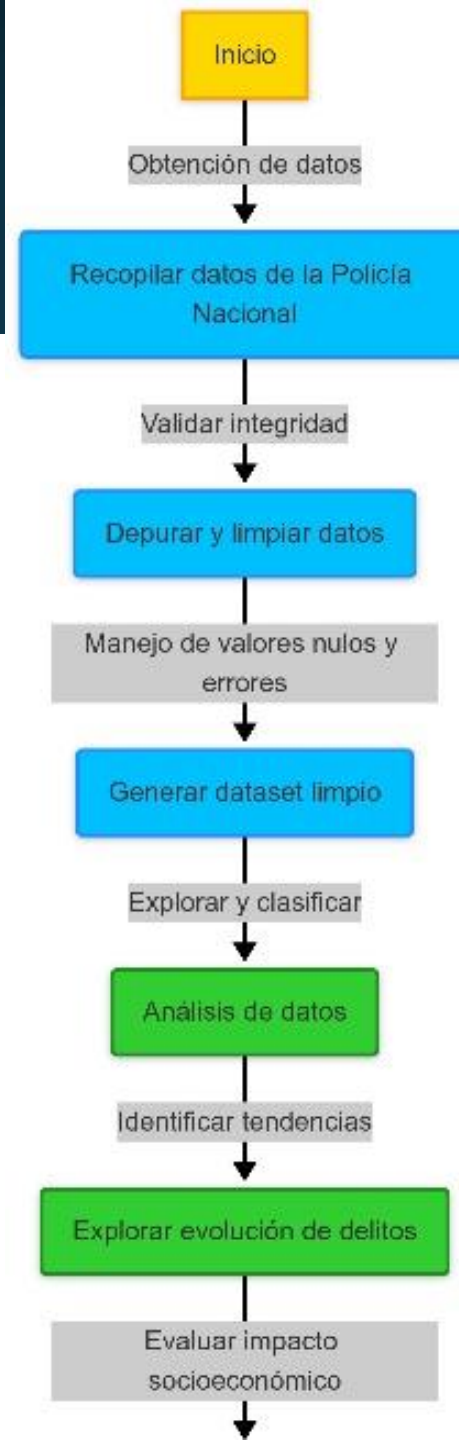 Inicio
Obtención de datos
Recopilar datos de la Policía
Nacional
Validar integridad
Depurar y limpiar datos
Manejo de valores nulos y
errores
Generar dataset limpio
Explorar y clasificar
Análisis de datos
Identificar tendencias
Explorar evolución de delitos
Evaluar impacto
socioeconómico